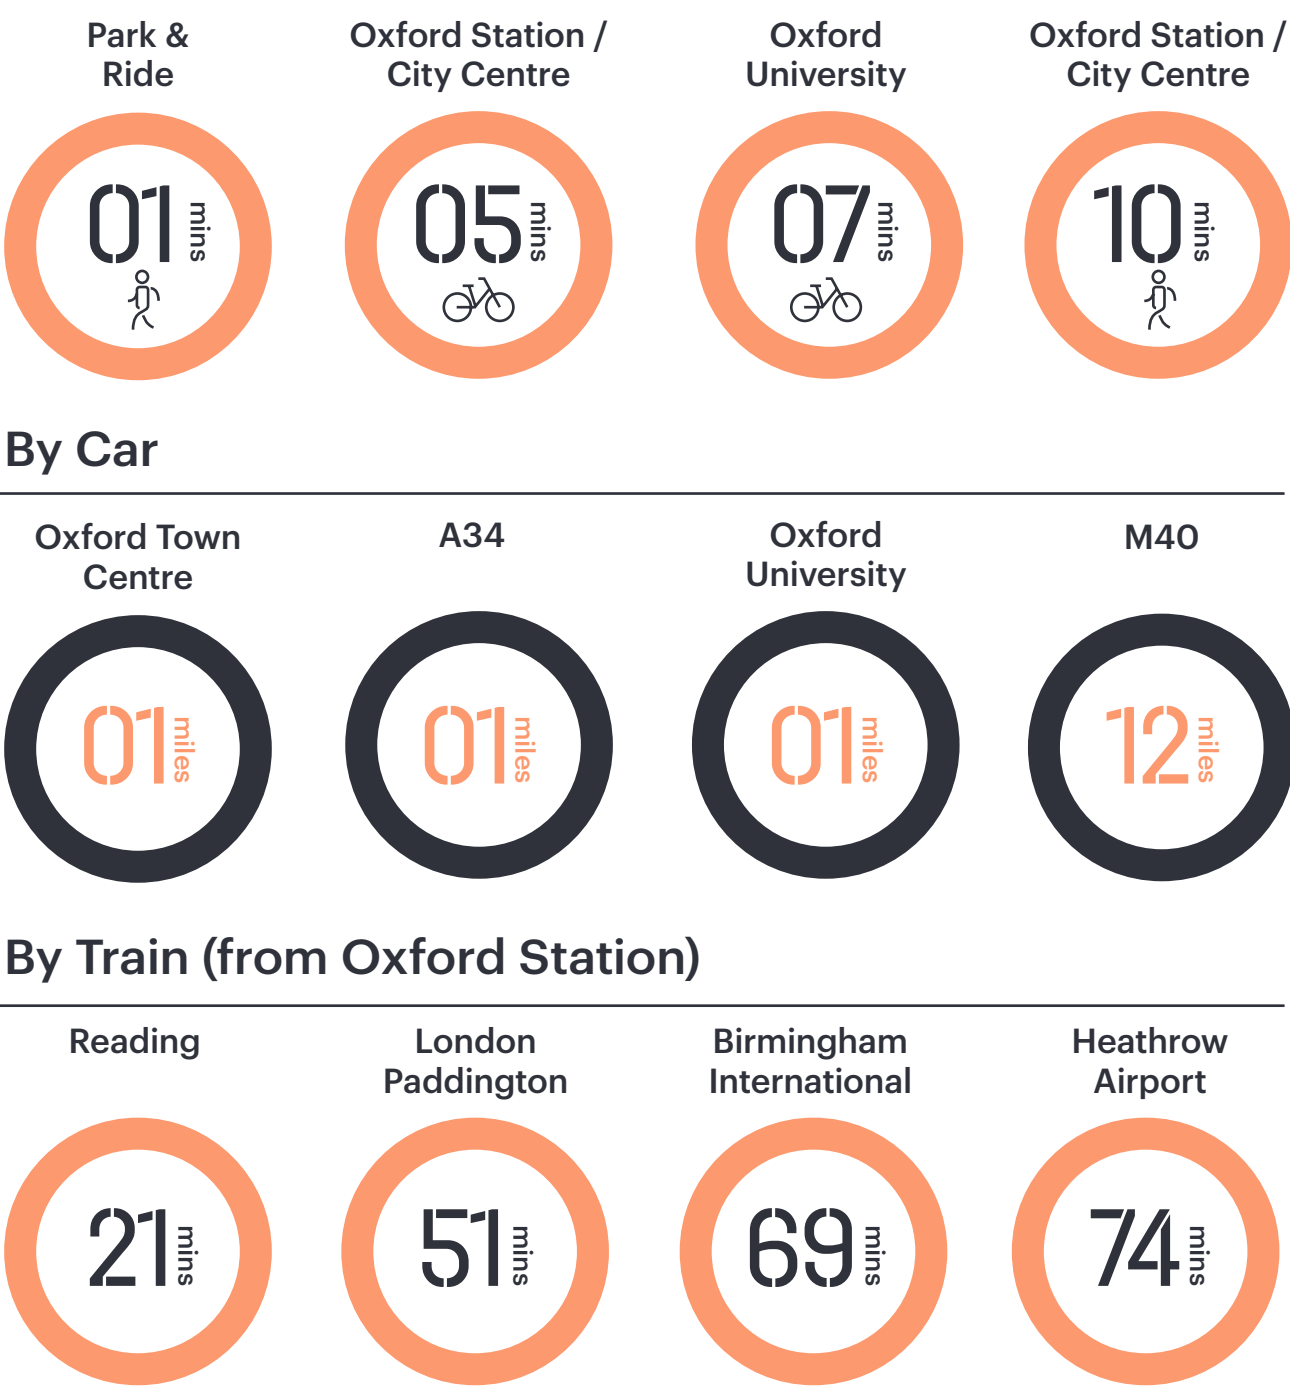 Park &
Ride
01 mins
Oxford Station /
City Centre
05 mins
Oxford
University
07 mins
Oxford Station /
City Centre
10 mins
By Car
Oxford Town
Centre
01 miles
A34
01 miles
Oxford
University
01 miles
M40
12 miles
By Train (from Oxford Station)
Reading
21 mins
London
Paddington
51 mins
Birmingham
International
69 mins
Heathrow
Airport
74 mins